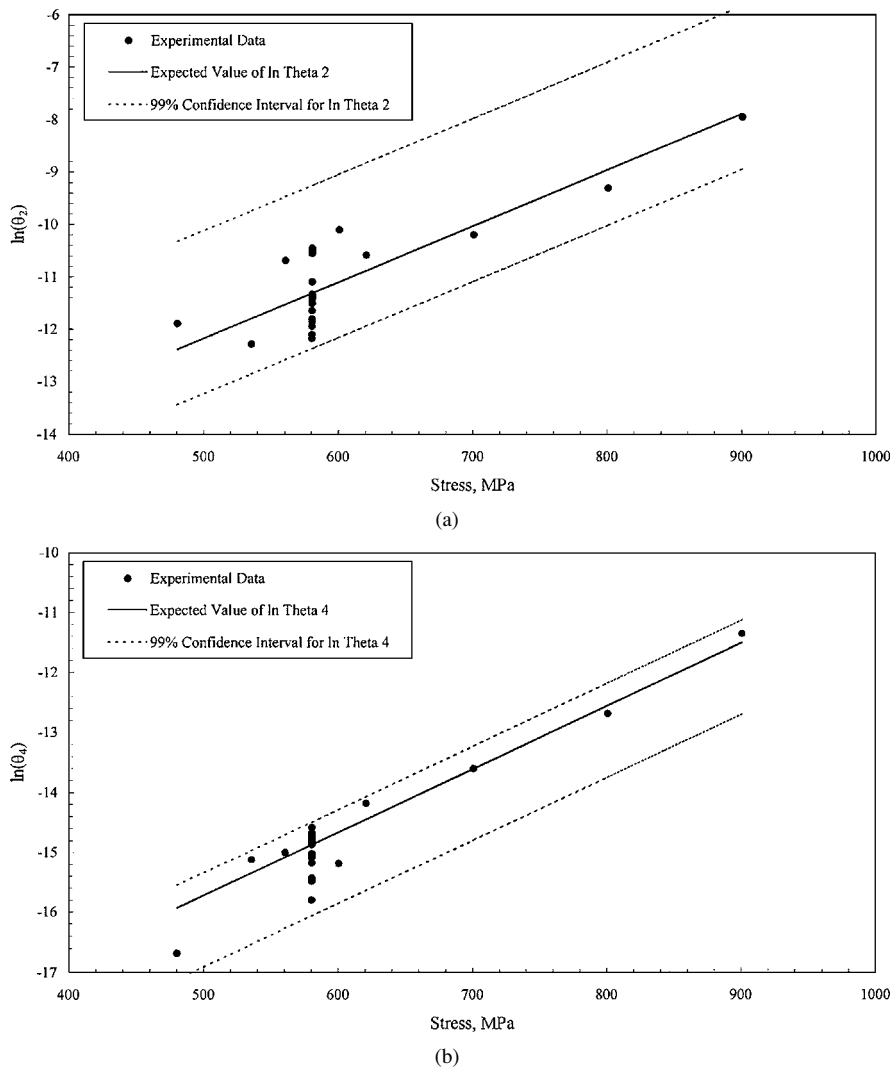 -6
Experimental Data
-7
Expected Value of ln Theta 2
99% Confidence Interval for ln Theta 2
-8
-9
ln(θ2)
-10
-11
-12
-13
-14
400 500 600 700 800 900 1000
Stress, MPa
(a)
-10
Experimental Data
-11
Expected Value of ln Theta 4
99% Confidence Interval for ln Theta 4
-12
-13
ln(θ4)
-14
-15
-16
-17
400 500 600 700 800 900 1000
Stress, MPa
(b)